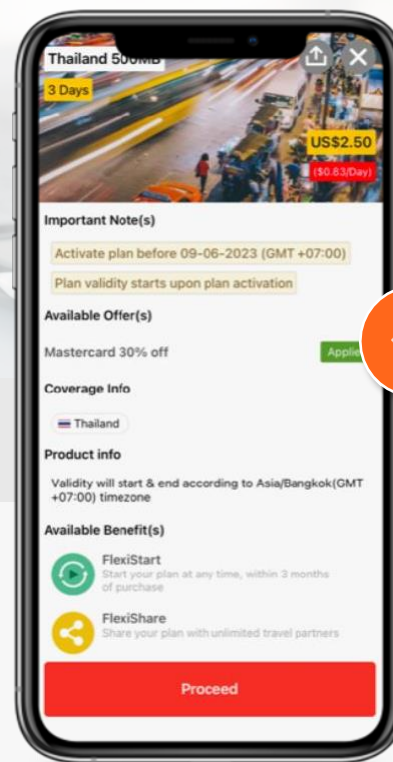 Thailand 500MB
3 Days
US$2.50
($0.83/Day)
Important Note(s)
Activate plan before 09-06-2023 (GMT +07:00)
Plan validity starts upon plan activation
Available Offer(s)
Mastercard 30% off
Applie
Coverage Info
Thailand
Product info
Validity will start & end according to Asia/Bangkok(GMT
+07:00) timezone
Available Benefit(s)
FlexiStart
Start your plan at any time, within 3 months
of purchase
FlexiShare
Share your plan with unlimited travel partners
Proceed